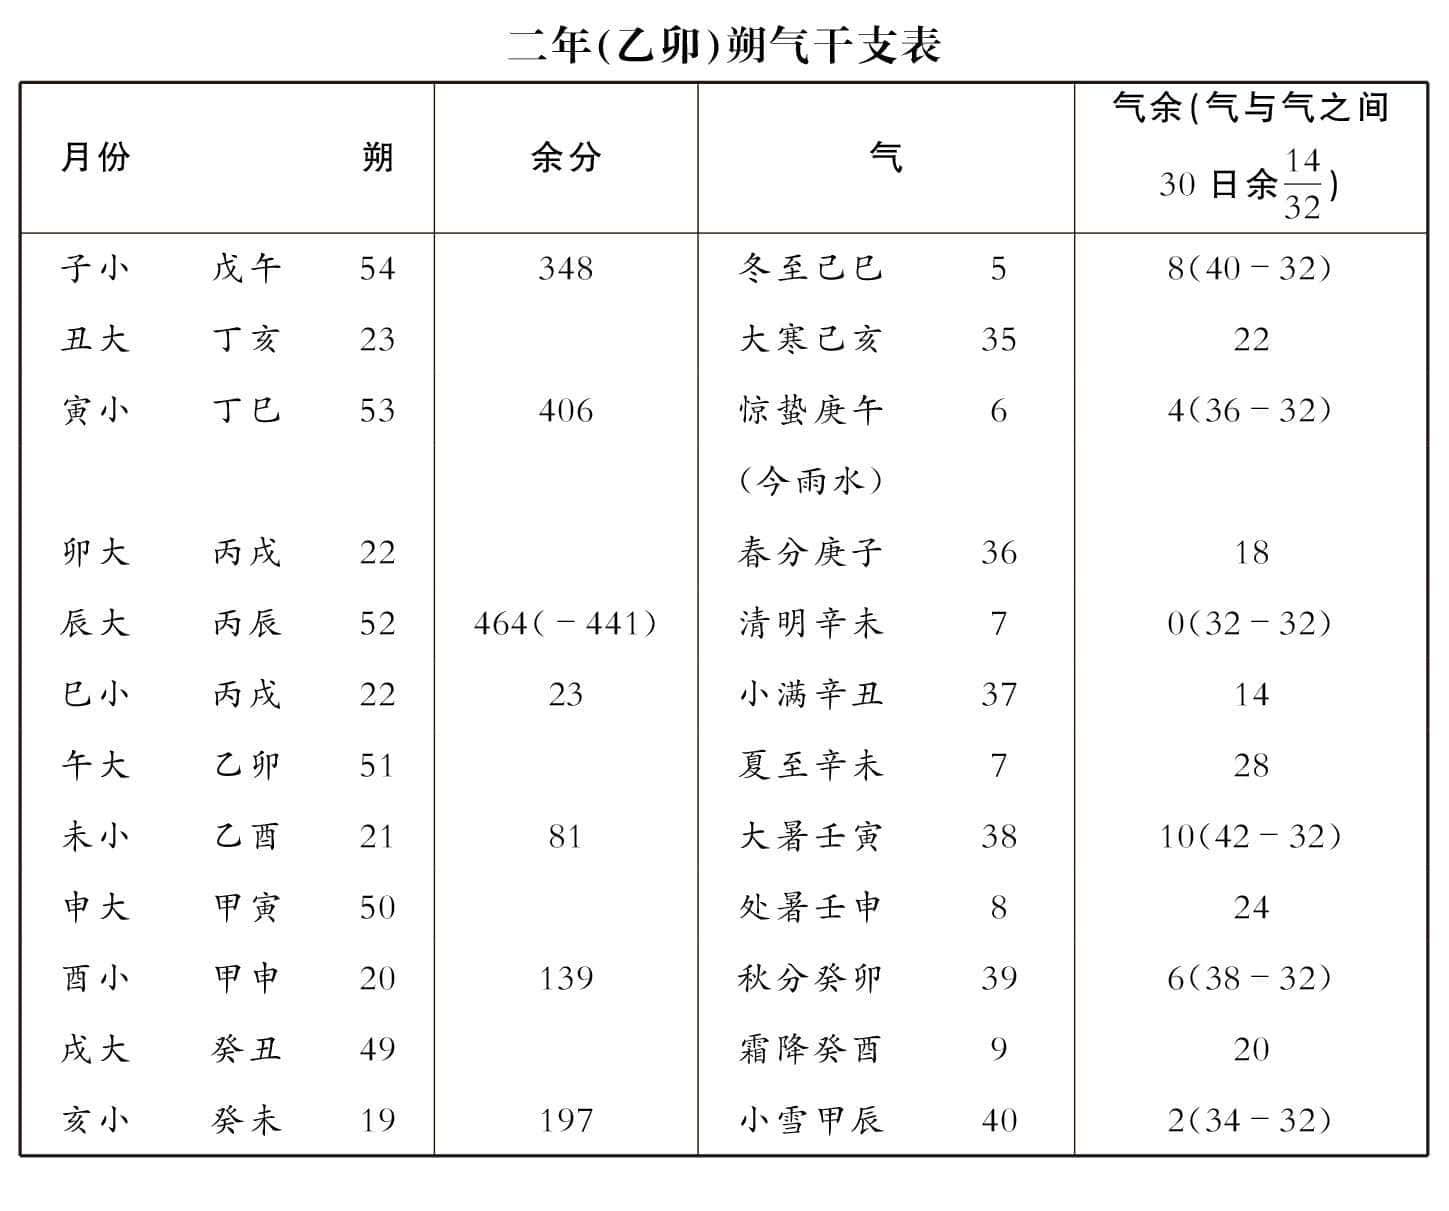 二年(乙卯)朔气干支表
月份 朔 余分 气 气余(气与气之间30日余14/32)
子小 戊午 54 348 冬至己巳 5 8(40-32)
丑大 丁亥 23 大寒己亥 35 22
寅小 丁巳 53 406 惊蛰庚午 6 4(36-32)
(今雨水)
卯大 丙戌 22 春分庚子 36 18
辰大 丙辰 52 464(-441) 清明辛未 7 0(32-32)
巳小 丙戌 22 23 小满辛丑 37 14
午大 乙卯 51 夏至辛未 7 28
未小 乙酉 21 81 大暑壬寅 38 10(42-32)
申大 甲寅 50 处暑壬申 8 24
酉小 甲申 20 139 秋分癸卯 39 6(38-32)
戌大 癸丑 49 霜降癸酉 9 20
亥小 癸未 19 197 小雪甲辰 40 2(34-32)